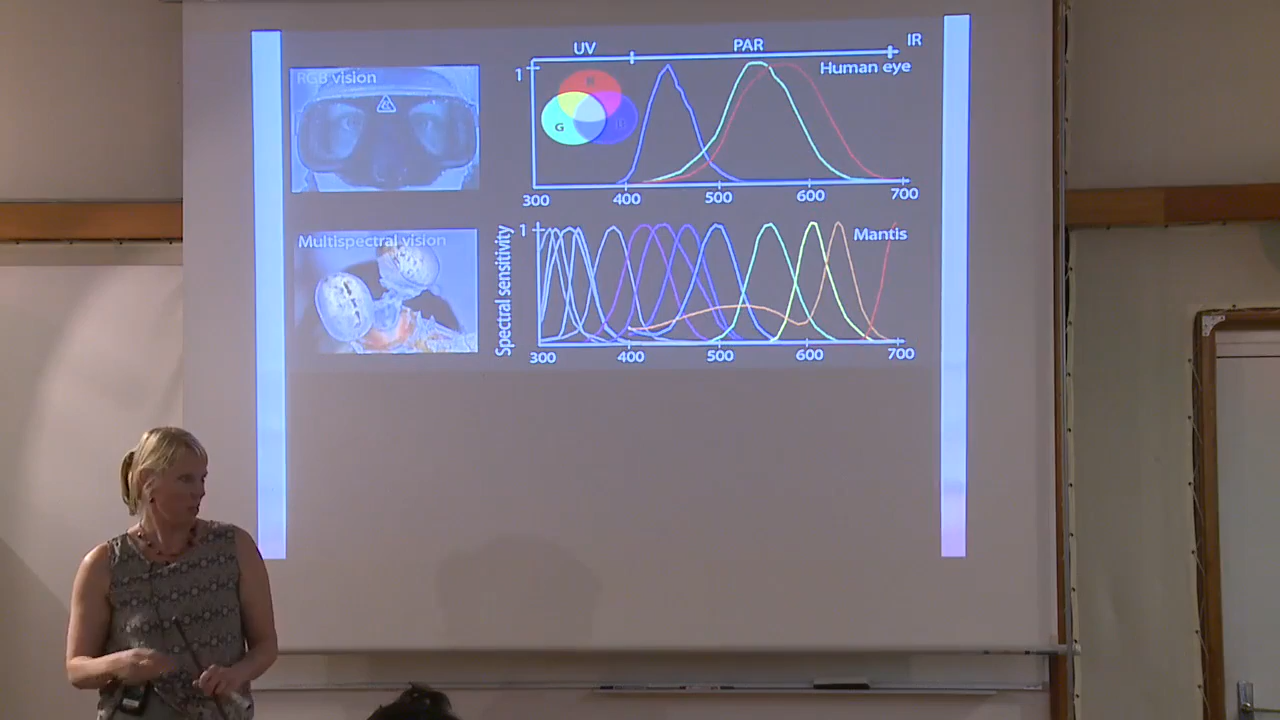 UV
PAR
IR
RGB vision
1
Human eye
R
G
B
300
400
500
600
700
Multispectral vision
Spectral sensitivity
1
Mantis
300
400
500
600
700